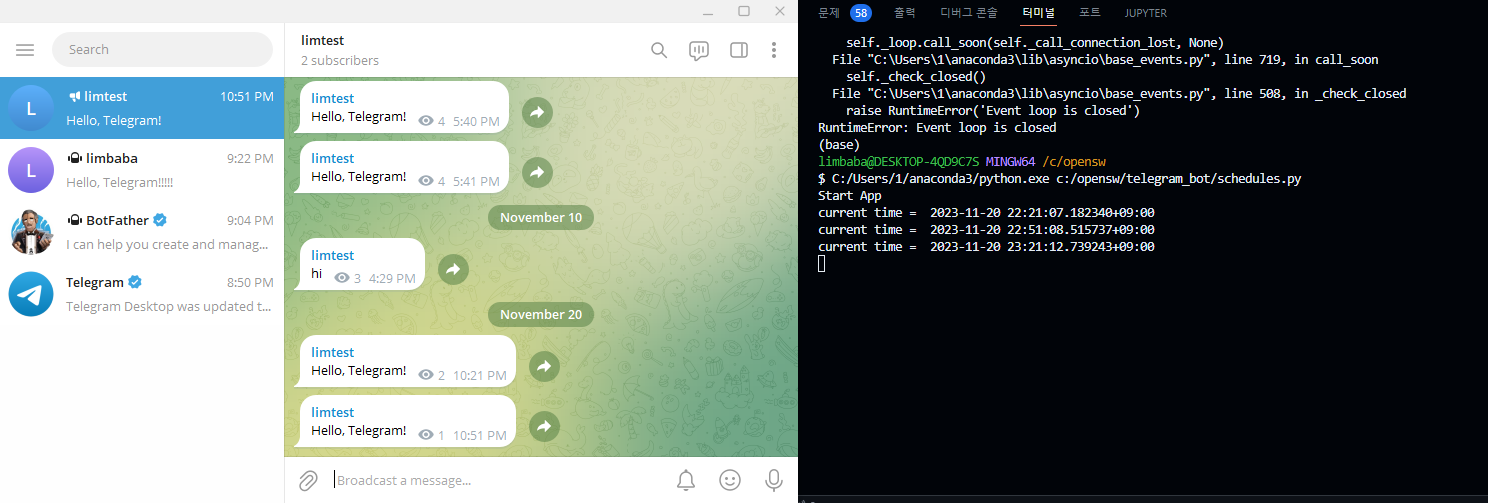 Search
limtest 10:51 PM
Hello, Telegram!
limbaba 9:22 PM
Hello, Telegram!!!!!
BotFather 9:04 PM
I can help you create and manag...
Telegram 8:50 PM
Telegram Desktop was updated t...
limtest
2 subscribers
limtest
Hello, Telegram! 4 5:40 PM
limtest
Hello, Telegram! 4 5:41 PM
November 10
limtest
hi 3 4:29 PM
November 20
limtest
Hello, Telegram! 2 10:21 PM
limtest
Hello, Telegram! 1 10:51 PM
Broadcast a message...
문제 58 출력 디버그 콘솔 터미널 포트 JUPYTER
self._loop.call_soon(self._call_connection_lost, None)
File "C:\Users\1\anaconda3\lib\asyncio\base_events.py", line 719, in call_soon
self._check_closed()
File "C:\Users\1\anaconda3\lib\asyncio\base_events.py", line 508, in _check_closed
raise RuntimeError('Event loop is closed')
RuntimeError: Event loop is closed
(base)
limbaba@DESKTOP-4QD9C7S MINGW64 /c/opensw
$ C:/Users/1/anaconda3/python.exe c:/opensw/telegram_bot/schedules.py
Start App
current time =  2023-11-20 22:21:07.182340+09:00
current time =  2023-11-20 22:51:08.515737+09:00
current time =  2023-11-20 23:21:12.739243+09:00
L
L